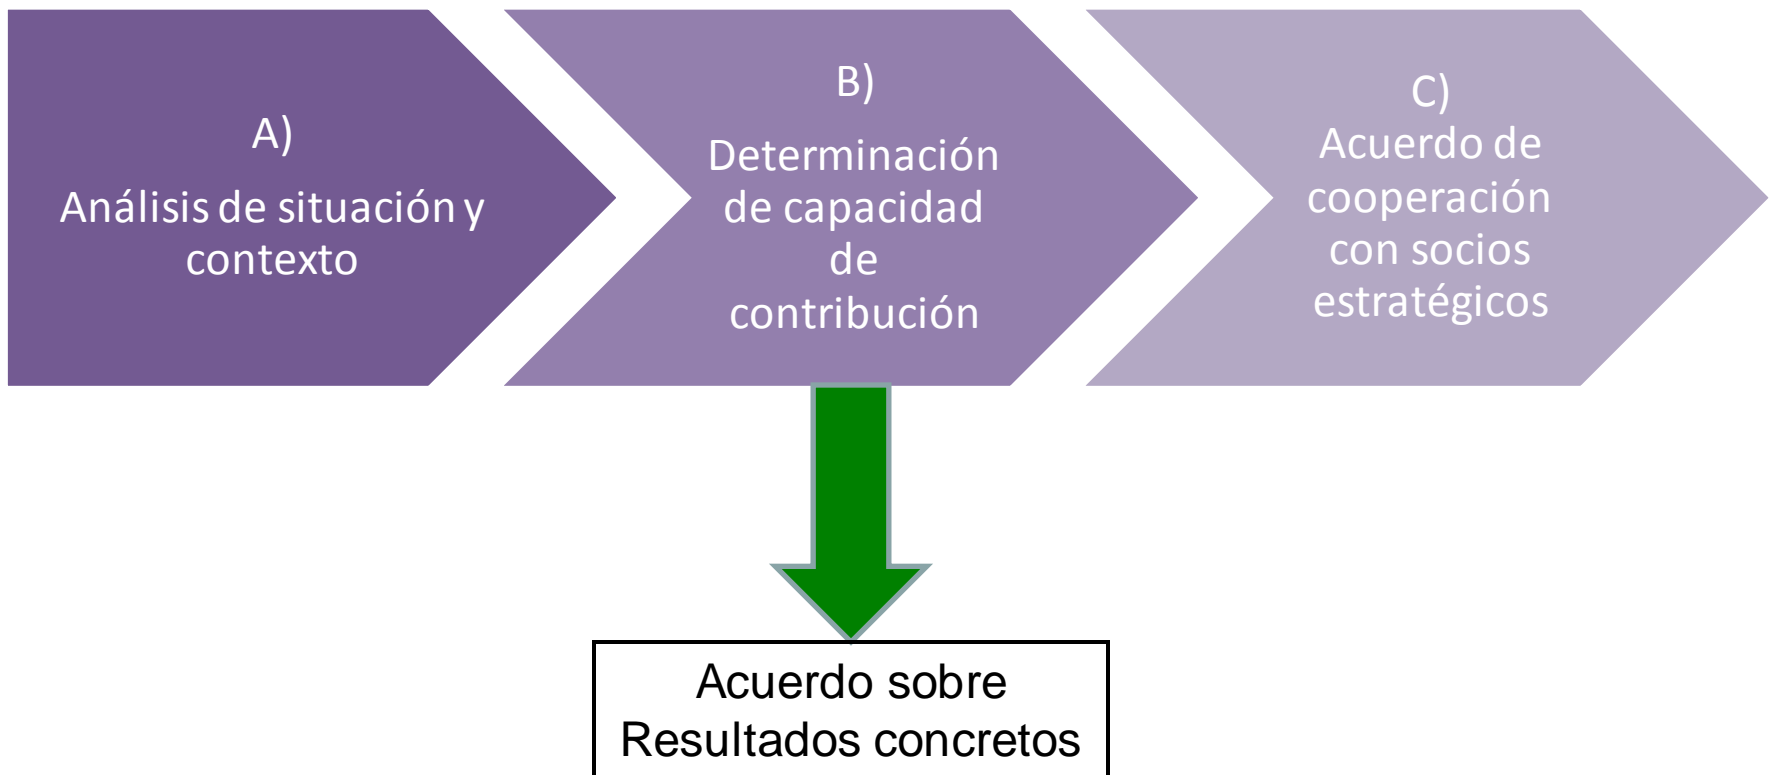 A)
Análisis de situación y
contexto
B)
Determinación
de capacidad
de
contribución
C)
Acuerdo de
cooperación
con socios
estratégicos
Acuerdo sobre
Resultados concretos